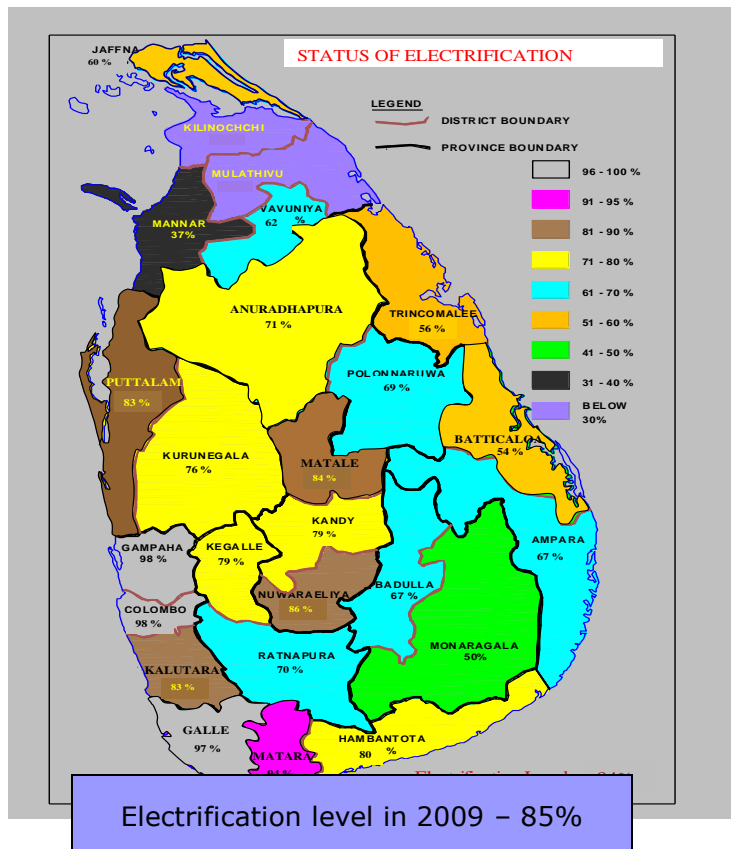 STATUS OF ELECTRIFICATION
JAFFNA
60 %
LEGEND
DISTRICT BOUNDARY
PROVINCE BOUNDARY
96 - 100 %
91 - 95%
81 - 90%
71 - 80%
61 - 70%
51 - 60%
41 - 50%
31 - 40%
BELOW
30%
KILINOCHCHI
MULATHIVU
VAVUNIYA
62 %
MANNAR
37%
ANURADHAPURA
71 %
TRINCOMALEE
56 %
PUTTALAM
83 %
POLONNARUWA
69 %
KURUNEGALA
76 %
MATALE
84 %
BATTICALOA
54 %
KANDY
79%
GAMPAHA
98 %
KEGALLE
79 %
AMPARA
67 %
NUWARAELIYA
86 %
BADULLA
67%
COLOMBO
98 %
MONARAGALA
50%
RATNAPURA
70 %
KALUTARA
83 %
GALLE
97 %
MATARA
HAMBANTOTA
80 %
Electrification level in 2009 – 85%